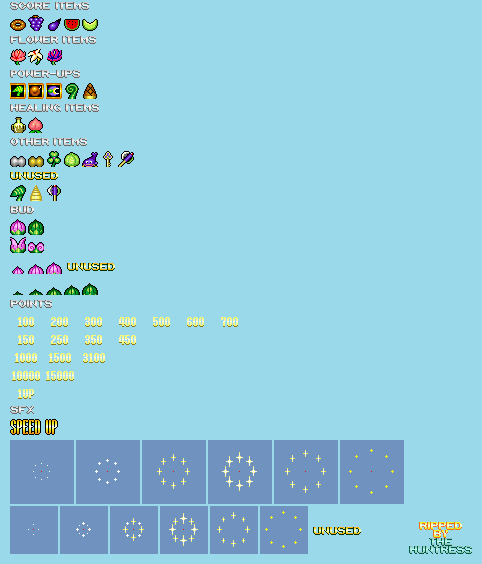 SCORE ITEMS
FLOWER ITEMS
POWER-UPS
HEALING ITEMS
OTHER ITEMS
UNUSED
BUD
UNUSED
POINTS
100 200 300 400 500 600 700
150 250 350 450
1000 1500 3100
10000 15000
1UP
SFX
SPEED UP
UNUSED
RIPPED
BY
THE
HUNTRESS